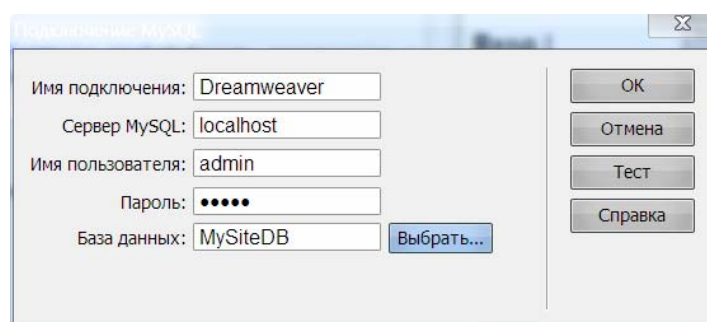 Подключение MySQL
Имя подключения: Dreamweaver
Сервер MySQL: localhost
Имя пользователя: admin
Пароль: •••••
База данных: MySiteDB Выбрать...
ОК
Отмена
Тест
Справка